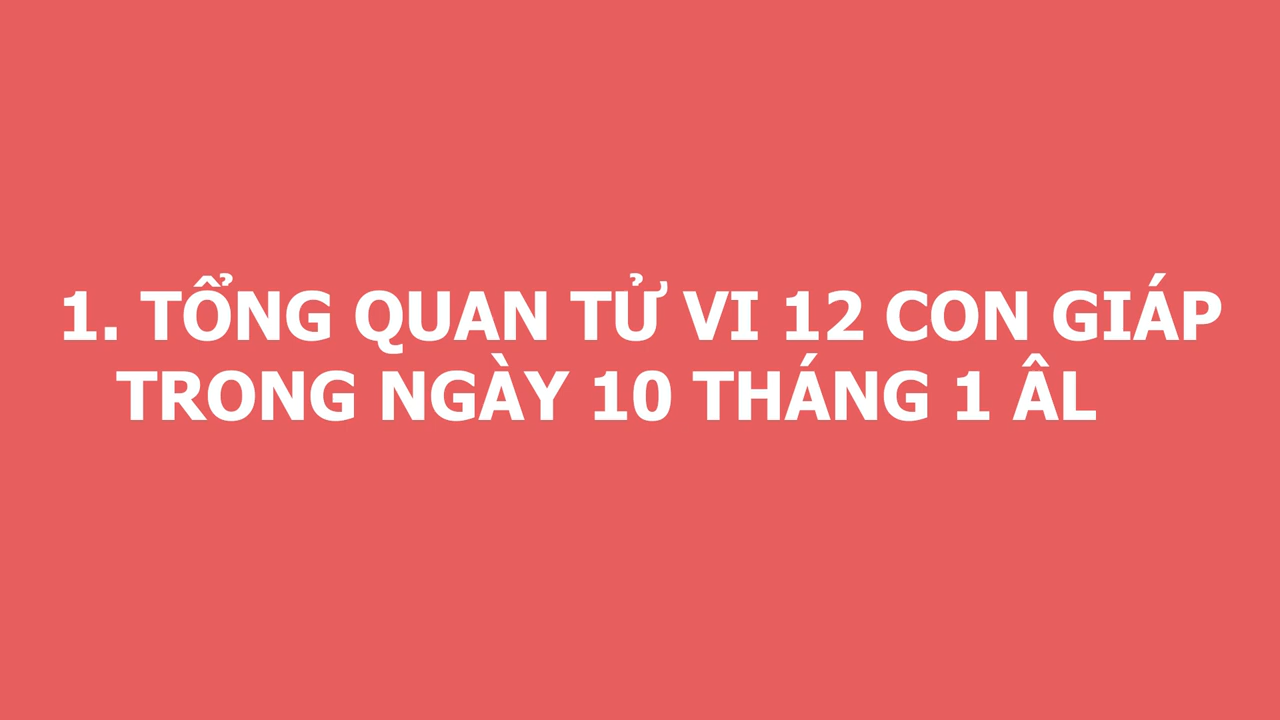 1. TỔNG QUAN TỬ VI 12 CON GIÁP
TRONG NGÀY 10 THÁNG 1 ÂL